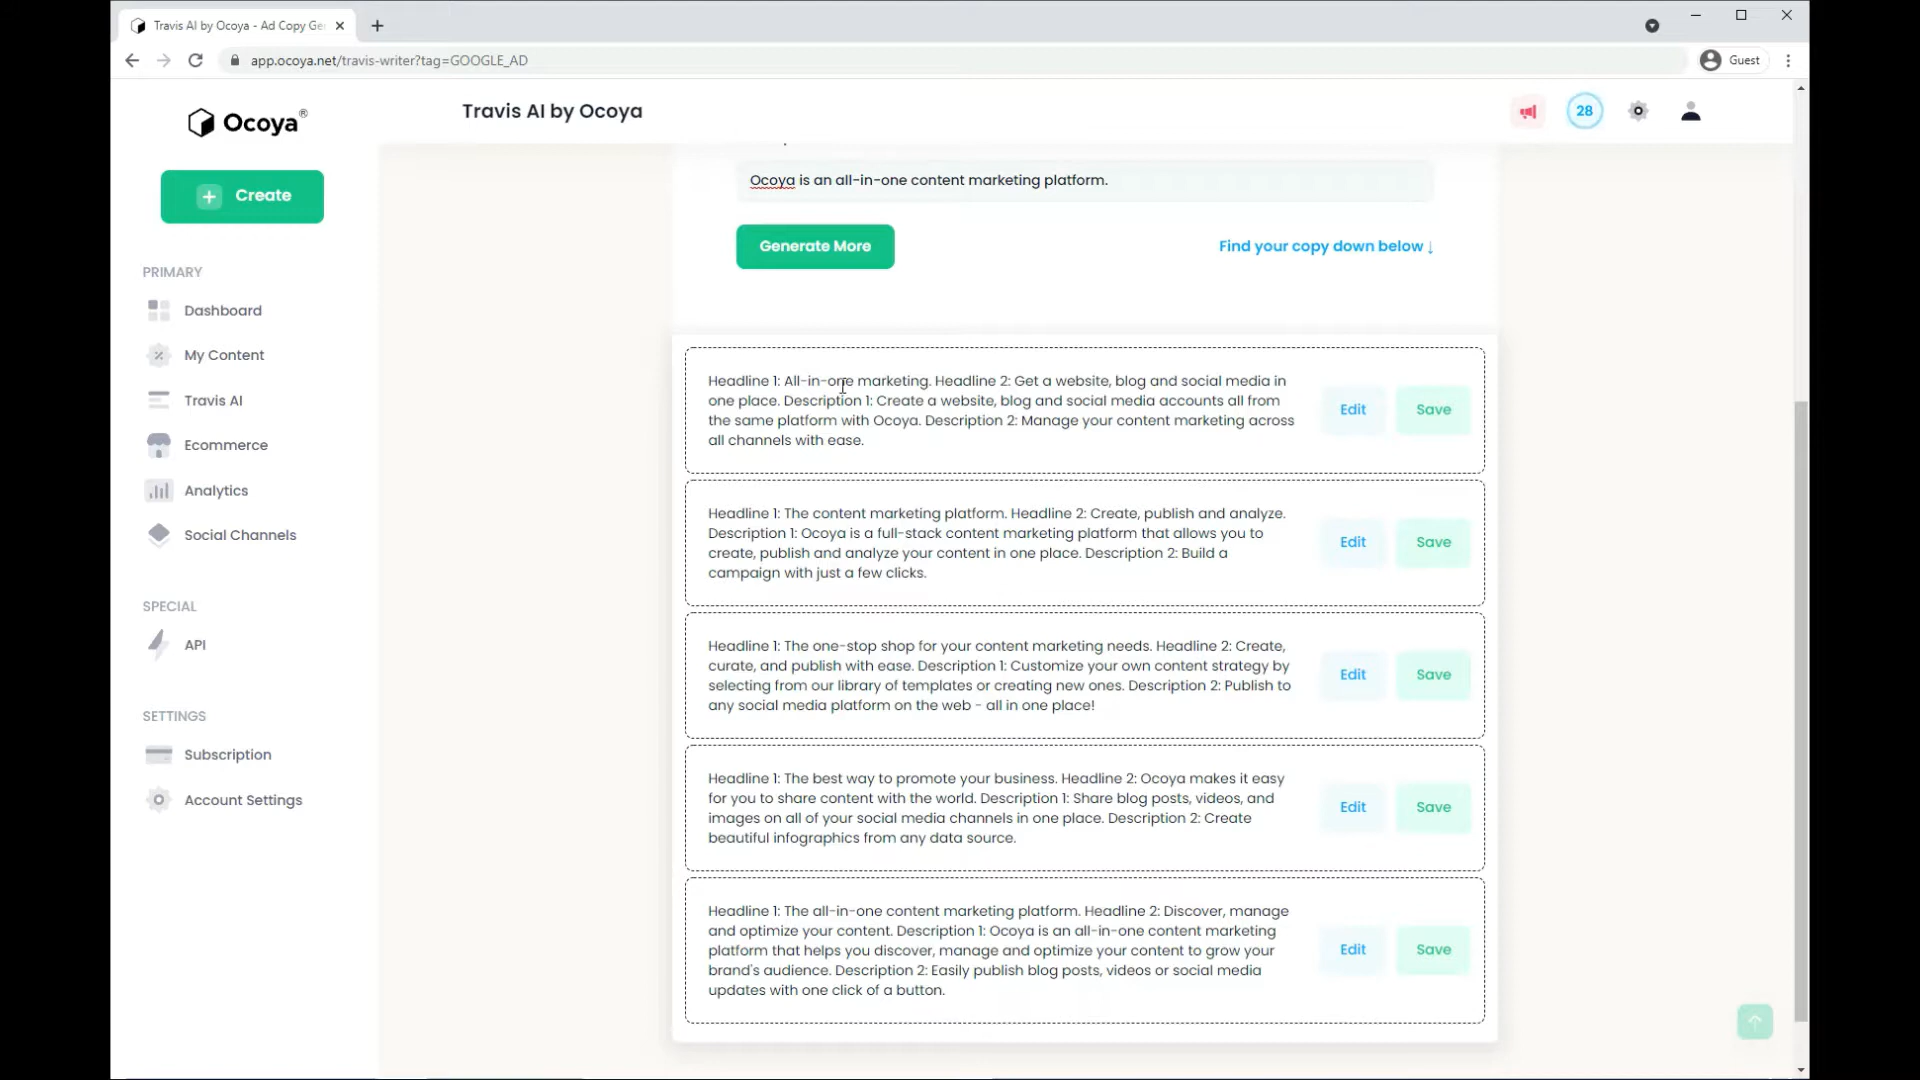 Travis AI by Ocoya - Ad Copy Ge
app.ocoya.net/travis-writer?tag=GOOGLE_AD
Guest
Ocoya®
Travis AI by Ocoya
28
Create
PRIMARY
Dashboard
My Content
Travis AI
Ecommerce
Analytics
Social Channels
SPECIAL
API
SETTINGS
Subscription
Account Settings
Ocoya is an all-in-one content marketing platform.
Generate More
Find your copy down below ↓
Headline 1: All-in-one marketing. Headline 2: Get a website, blog and social media in
one place. Description 1: Create a website, blog and social media accounts all from
the same platform with Ocoya. Description 2: Manage your content marketing across
all channels with ease.
Edit
Save
Headline 1: The content marketing platform. Headline 2: Create, publish and analyze.
Description 1: Ocoya is a full-stack content marketing platform that allows you to
create, publish and analyze your content in one place. Description 2: Build a
campaign with just a few clicks.
Edit
Save
Headline 1: The one-stop shop for your content marketing needs. Headline 2: Create,
curate, and publish with ease. Description 1: Customize your own content strategy by
selecting from our library of templates or creating new ones. Description 2: Publish to
any social media platform on the web - all in one place!
Edit
Save
Headline 1: The best way to promote your business. Headline 2: Ocoya makes it easy
for you to share content with the world. Description 1: Share blog posts, videos, and
images on all of your social media channels in one place. Description 2: Create
beautiful infographics from any data source.
Edit
Save
Headline 1: The all-in-one content marketing platform. Headline 2: Discover, manage
and optimize your content. Description 1: Ocoya is an all-in-one content marketing
platform that helps you discover, manage and optimize your content to grow your
brand's audience. Description 2: Easily publish blog posts, videos or social media
updates with one click of a button.
Edit
Save